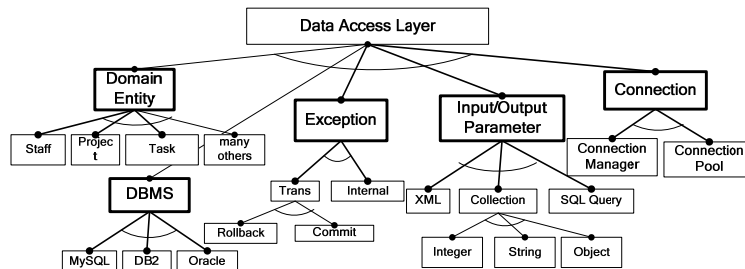 Data Access Layer
Domain
Entity
Exception
Input/Output
Parameter
Connection
Staff
Projec
t
Task
many
others
DBMS
MySQL
DB2
Oracle
Trans
Internal
Rollback
Commit
XML
Collection
SQL Query
Integer
String
Object
Connection
Manager
Connection
Pool